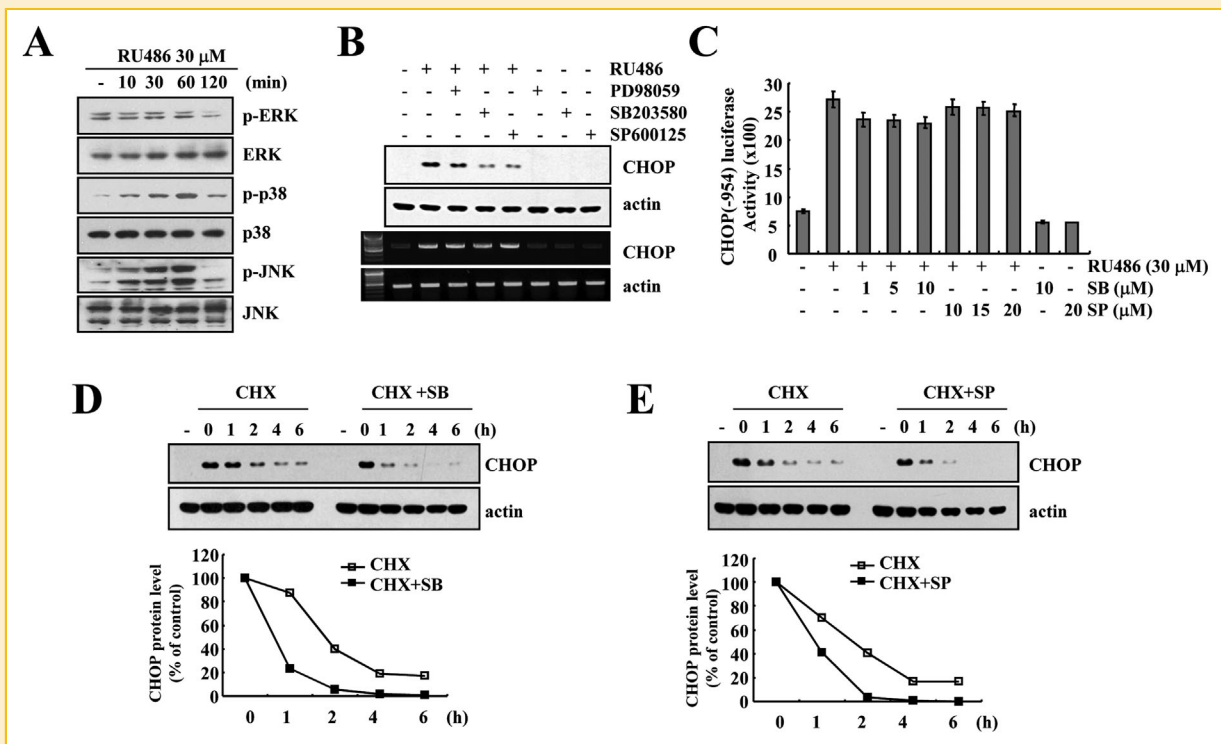 A
RU486 30 μM
- 10 30 60 120 (min)
p-ERK
ERK
p-p38
p38
p-JNK
JNK
B
- + + + + - - - RU486
- - + - - + - - PD98059
- - - + - - + - SB203580
- - - - + - - + SP600125
CHOP
actin
CHOP
actin
C
CHOP(-954) luciferase
Activity (x100)
30
25
20
15
10
5
0
- + + + + + + + - - RU486 (30 μM)
- - 1 5 10 - - - 10 - SB (μM)
- - - - - 10 15 20 - 20 SP (μM)
D
CHX CHX +SB
- 0 1 2 4 6 - 0 1 2 4 6 (h)
CHOP
actin
CHOP protein level
(% of control)
120
100
80
60
40
20
0
CHX
CHX+SB
0 1 2 4 6 (h)
E
CHX CHX+SP
- 0 1 2 4 6 - 0 1 2 4 6 (h)
CHOP
actin
CHOP protein level
(% of control)
120
100
80
60
40
20
0
CHX
CHX+SP
0 1 2 4 6 (h)